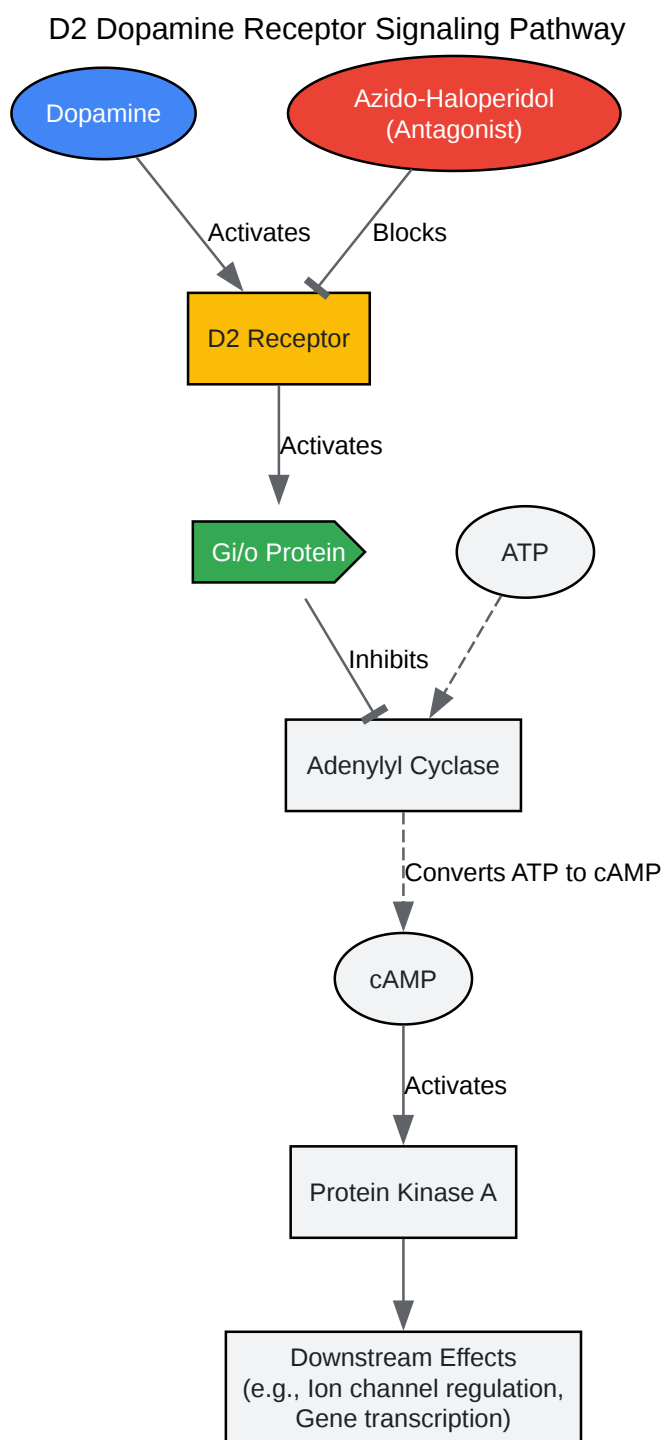 D2 Dopamine Receptor Signaling Pathway
Dopamine
Azido-Haloperidol
(Antagonist)
Activates
Blocks
D2 Receptor
Activates
Gi/o Protein
ATP
Inhibits
Adenylyl Cyclase
Converts ATP to cAMP
cAMP
Activates
Protein Kinase A
Downstream Effects
(e.g., Ion channel regulation,
Gene transcription)